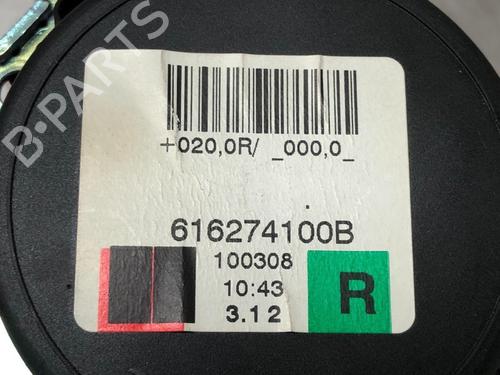 B-PARTS
+020,0R/ _000,0_
616274100B
100308
10:43
3.12
R